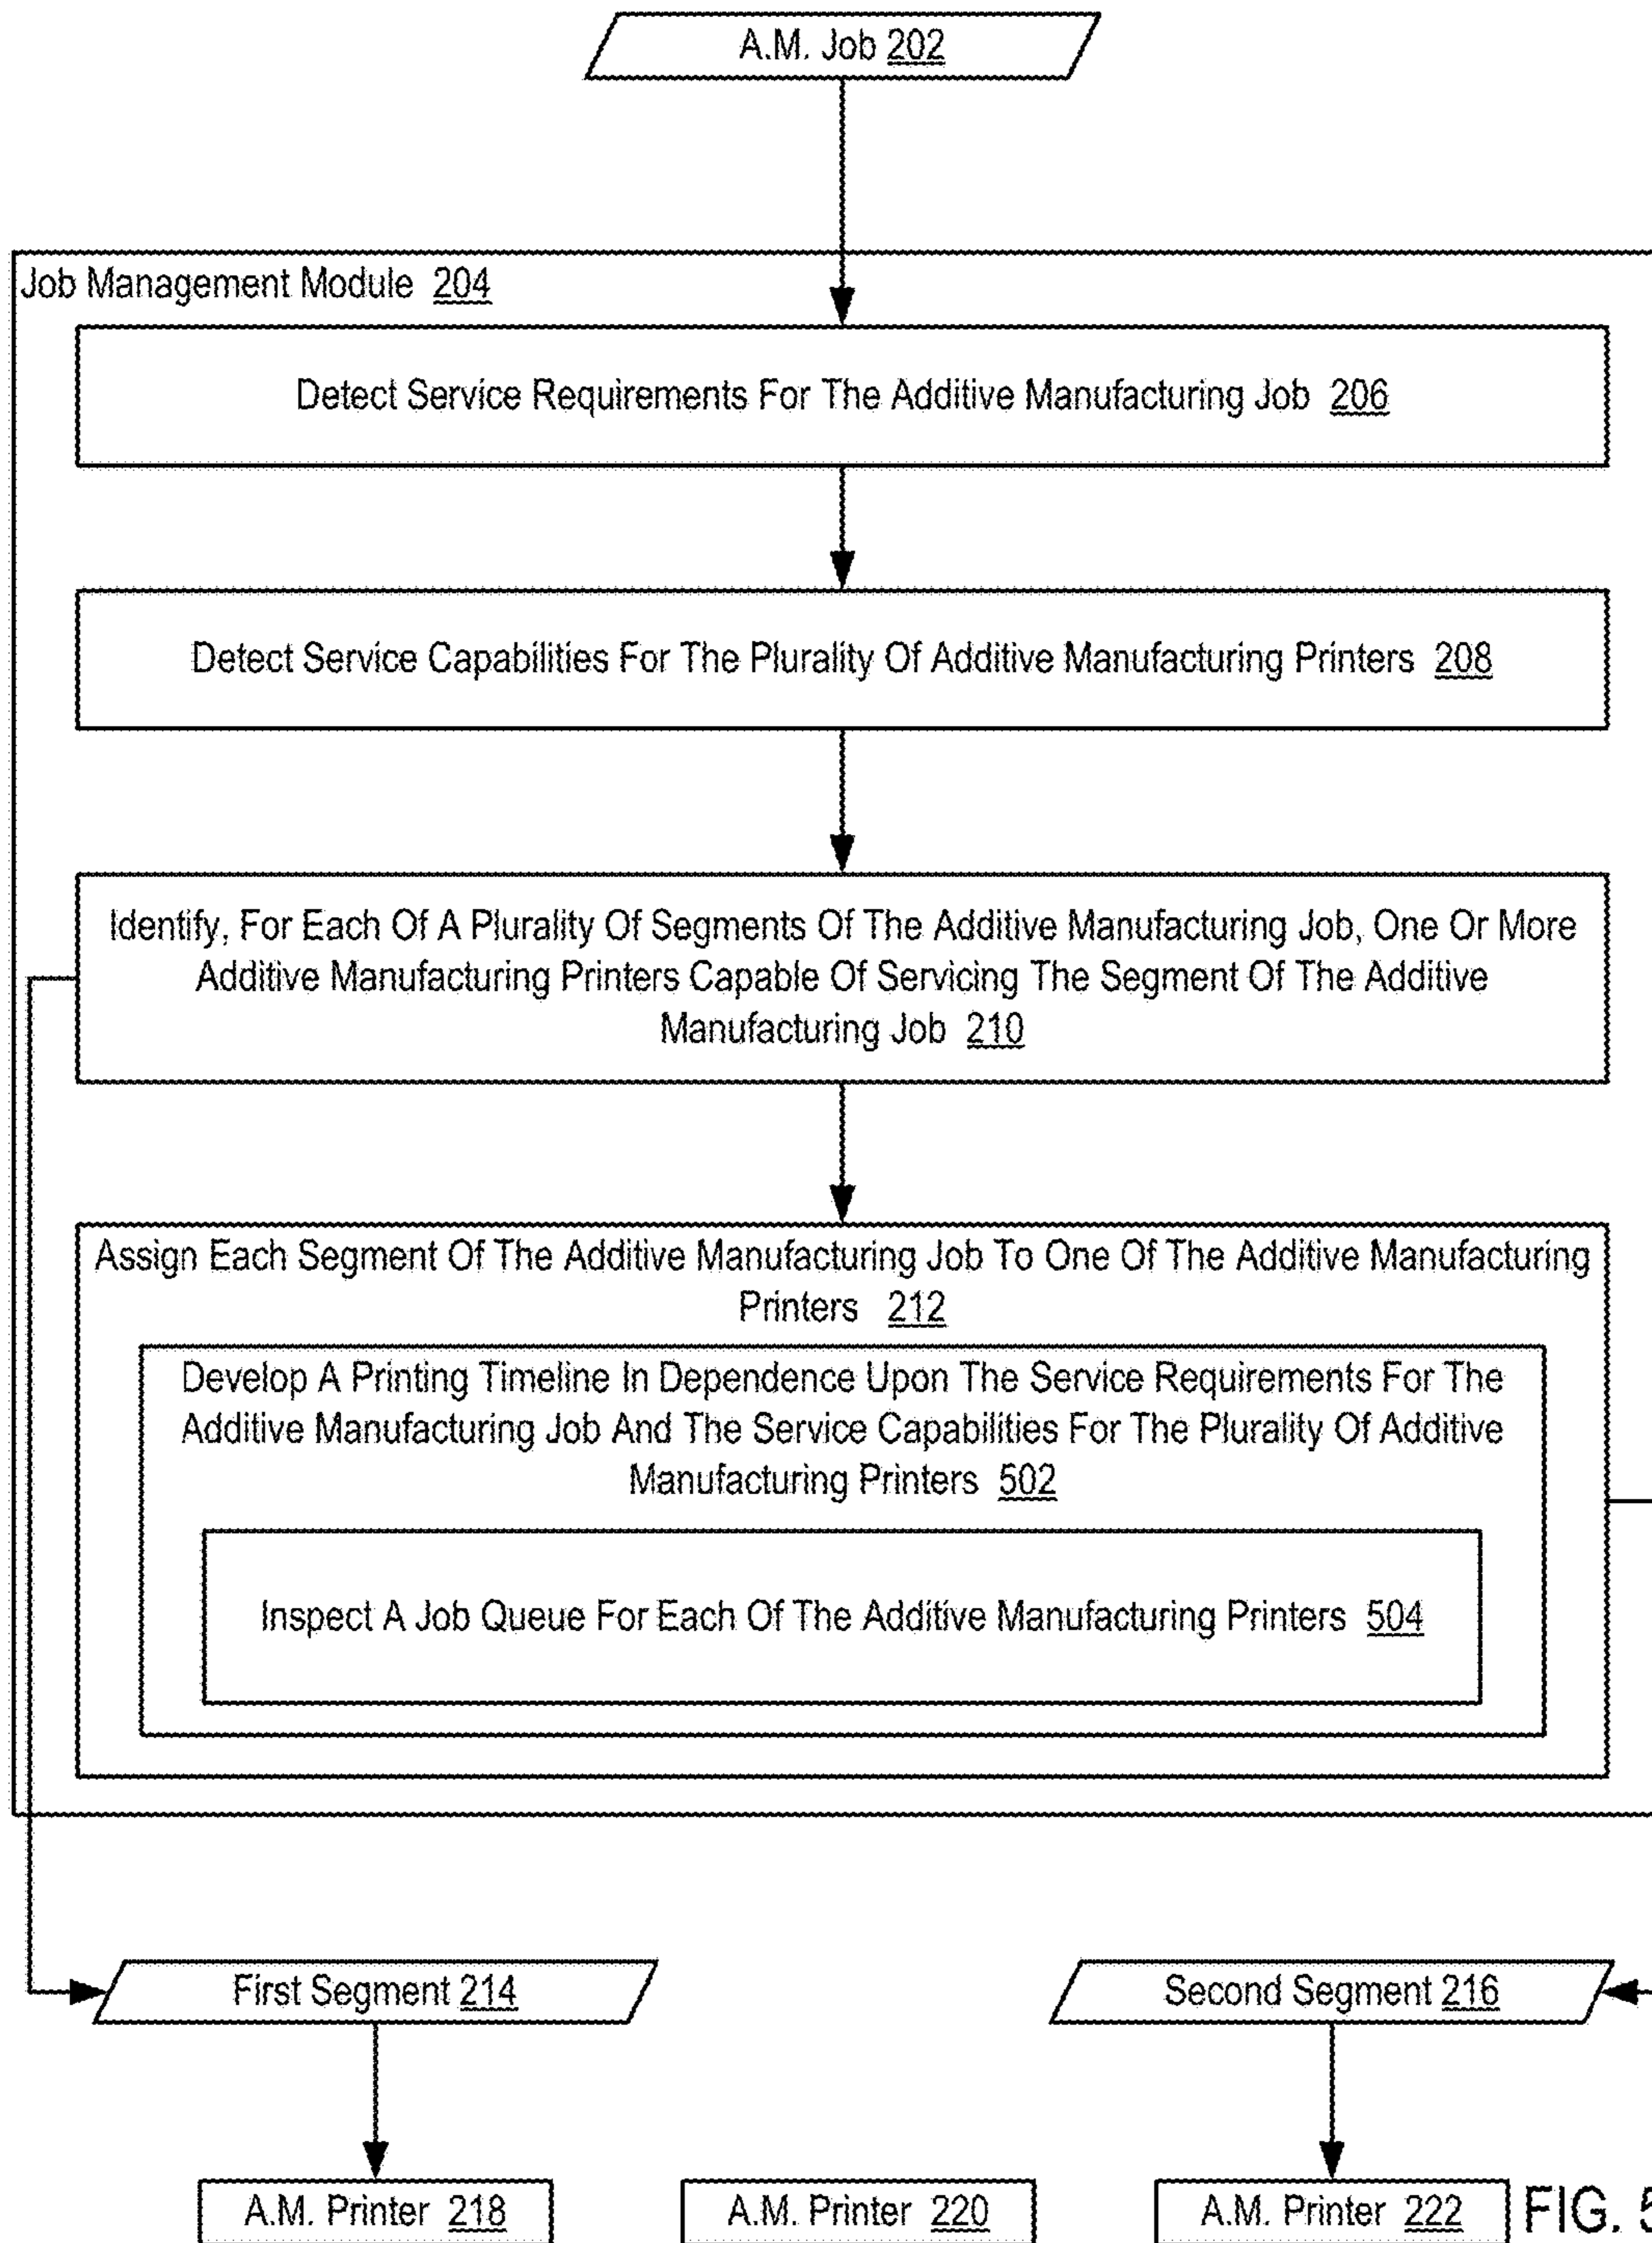 A.M. Job 202
Job Management Module 204
Detect Service Requirements For The Additive Manufacturing Job 206
Detect Service Capabilities For The Plurality Of Additive Manufacturing Printers 208
Identify, For Each Of A Plurality Of Segments Of The Additive Manufacturing Job, One Or More
Additive Manufacturing Printers Capable Of Servicing The Segment Of The Additive
Manufacturing Job 210
Assign Each Segment Of The Additive Manufacturing Job To One Of The Additive Manufacturing
Printers 212
Develop A Printing Timeline In Dependence Upon The Service Requirements For The
Additive Manufacturing Job And The Service Capabilities For The Plurality Of Additive
Manufacturing Printers 502
Inspect A Job Queue For Each Of The Additive Manufacturing Printers 504
First Segment 214
Second Segment 216
A.M. Printer 218
A.M. Printer 220
A.M. Printer 222
FIG. 5